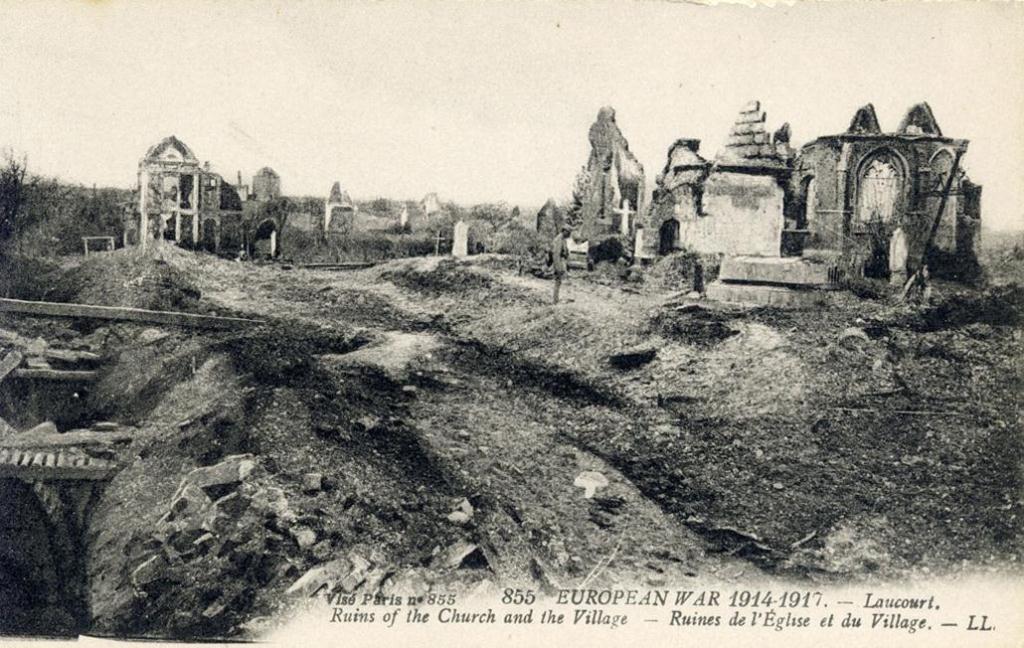 Visé Paris nº 855 855 EUROPEAN WAR 1914-1917. — Laucourt.
Ruins of the Church and the Village — Ruines de l'Église et du Village. — LL.